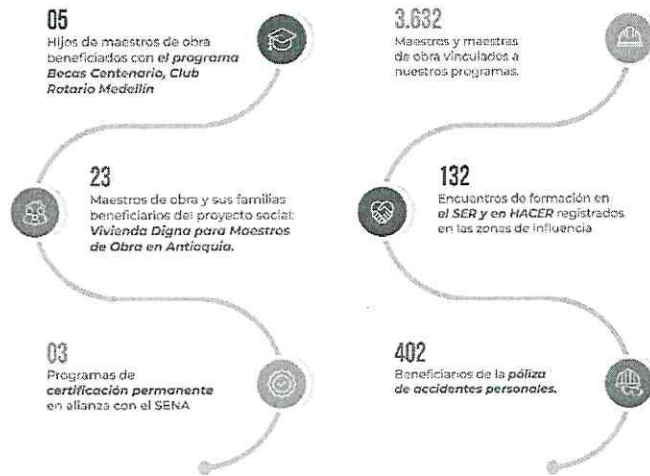 05
Hijos de maestros de obra
beneficiados con el programa
Becas Centenario, Club
Rotario Medellín
23
Maestros de obra y sus familias
beneficiarios del proyecto social:
Vivienda Digna para Maestros
de Obra en Antioquia.
03
Programas de
certificación permanente
en alianza con el SENA
3.632
Maestros y maestras
de obra vinculados a
nuestros programas.
132
Encuentros de formación en
el SER y en HACER registrados
en las zonas de influencia
402
Beneficiarios de la póliza
de accidentes personales.